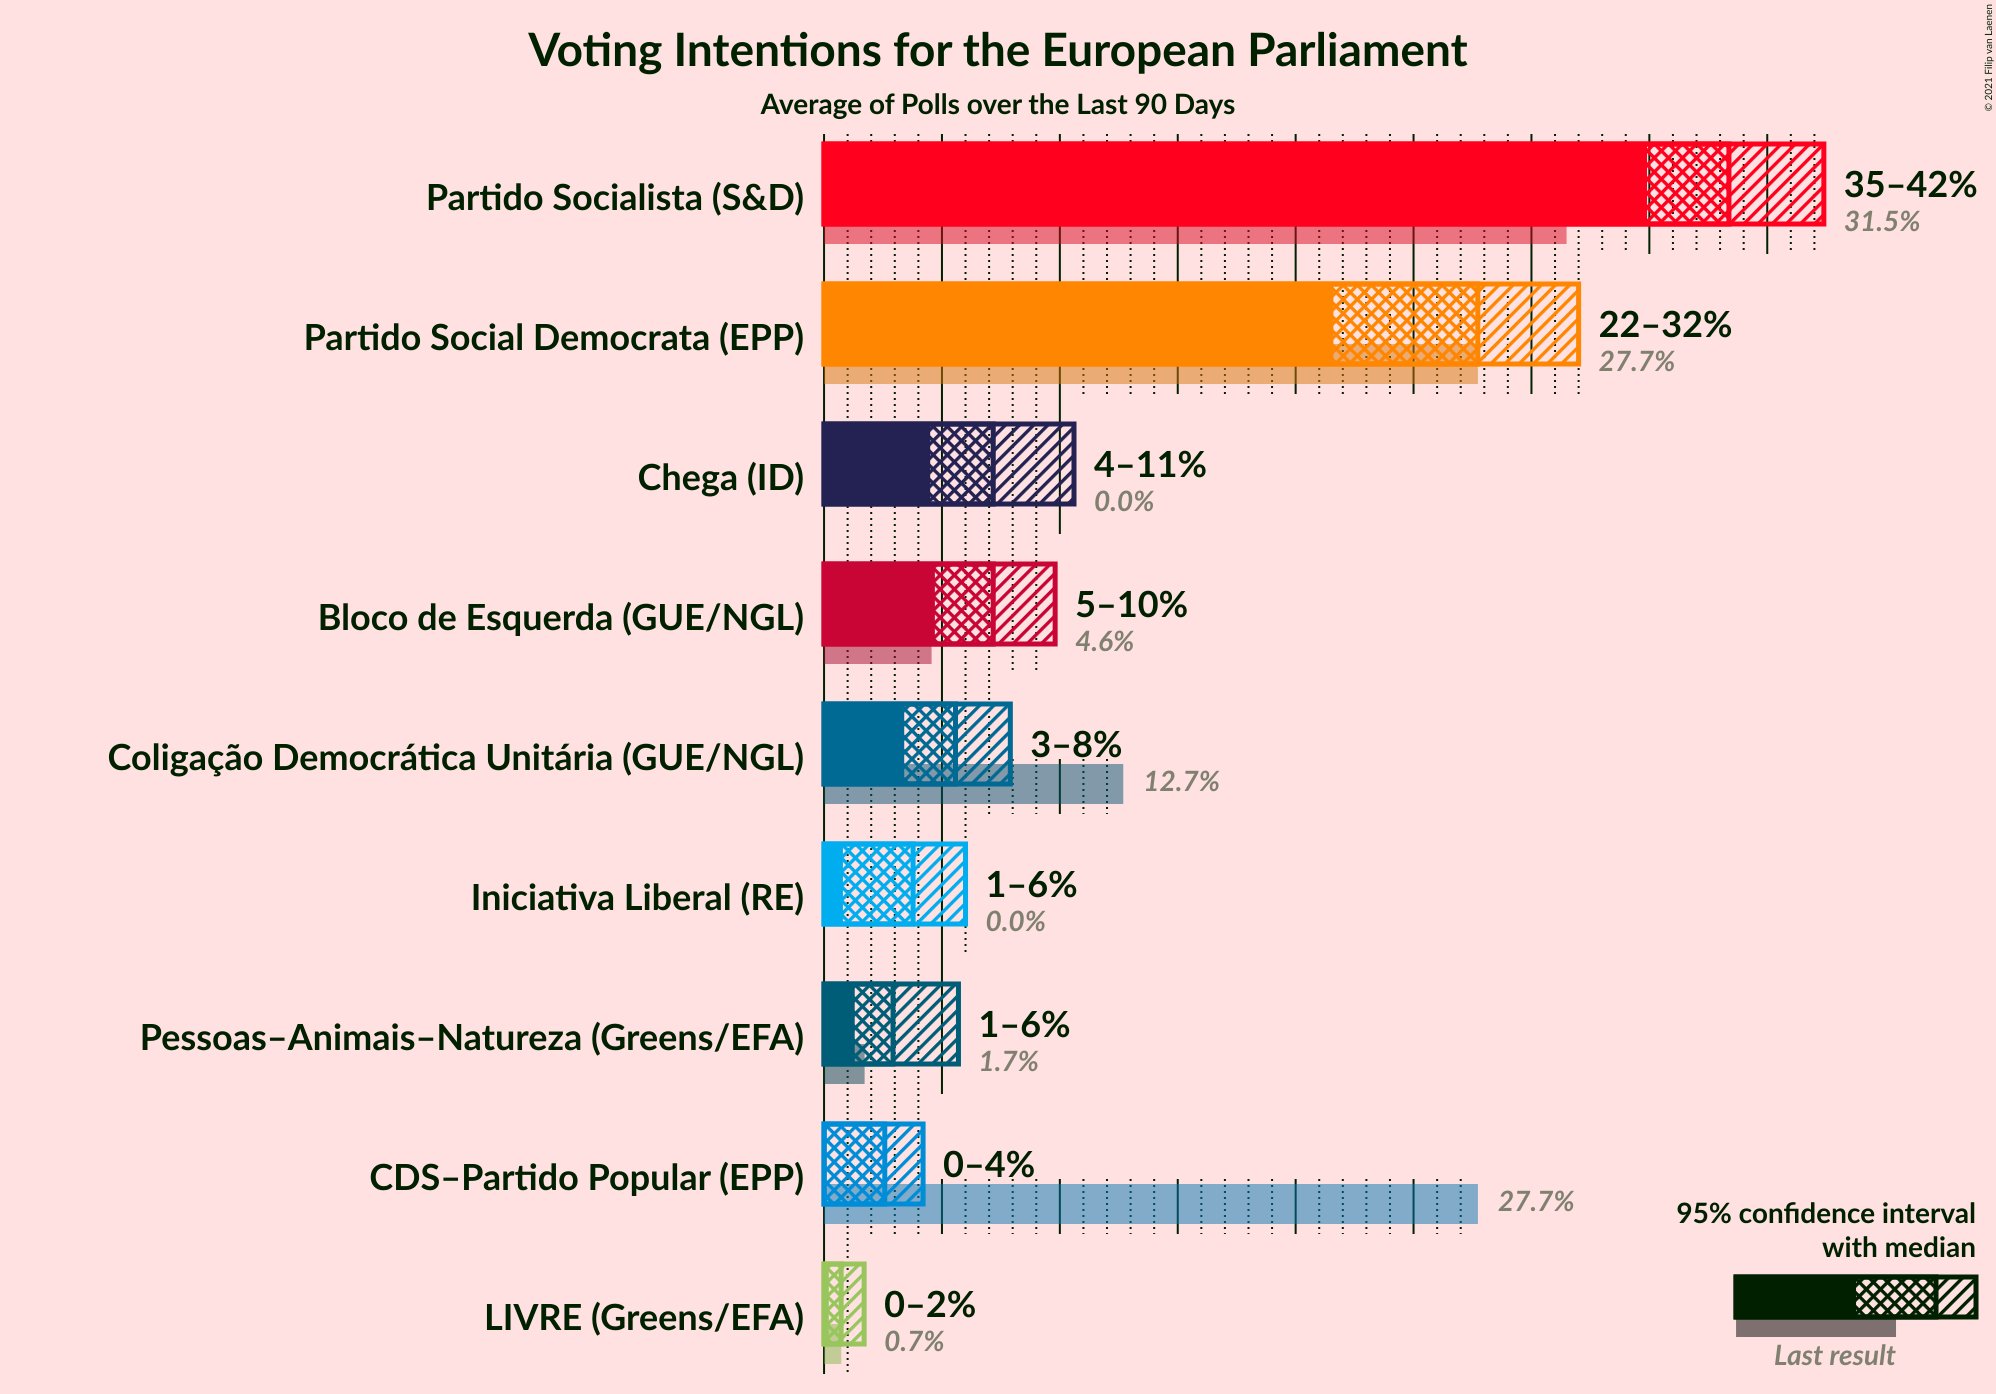 Voting Intentions for the European Parliament
Average of Polls over the Last 90 Days
© 2021 Filip van Laenen
Partido Socialista (S&D)
35–42%
31.5%
Partido Social Democrata (EPP)
22–32%
27.7%
Chega (ID)
4–11%
0.0%
Bloco de Esquerda (GUE/NGL)
5–10%
4.6%
Coligação Democrática Unitária (GUE/NGL)
3–8%
12.7%
Iniciativa Liberal (RE)
1–6%
0.0%
Pessoas–Animais–Natureza (Greens/EFA)
1–6%
1.7%
CDS–Partido Popular (EPP)
0–4%
27.7%
LIVRE (Greens/EFA)
0–2%
0.7%
95% confidence interval
with median
Last result